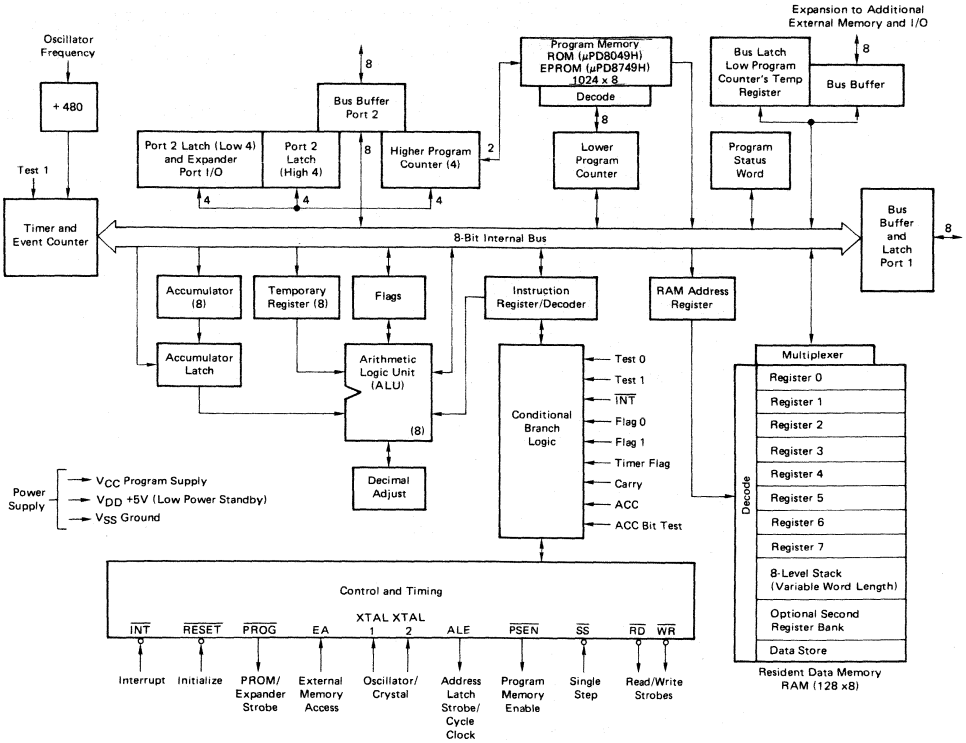 Expansion to Additional
External Memory and I/O
8
Oscillator
Frequency
÷ 480
Test 1
Timer and
Event Counter
8
Bus Buffer
Port 2
Port 2 Latch (Low 4)
and Expander
Port I/O
Port 2
Latch
(High 4)
8
Higher Program
Counter (4)
2
4
4
4
Program Memory
ROM (μPD8049H)
EPROM (μPD8749H)
1024 x 8
Decode
8
Lower
Program
Counter
Bus Latch
Low Program
Counter's Temp
Register
Bus Buffer
Program
Status
Word
Bus
Buffer
and
Latch
Port 1
8
8-Bit Internal Bus
Accumulator
(8)
Temporary
Register (8)
Flags
Instruction
Register/Decoder
RAM Address
Register
Accumulator
Latch
Arithmetic
Logic Unit
(ALU)
(8)
Decimal
Adjust
Conditional
Branch
Logic
Test 0
Test 1
INT
Flag 0
Flag 1
Timer Flag
Carry
ACC
ACC Bit Test
Multiplexer
Decode
Register 0
Register 1
Register 2
Register 3
Register 4
Register 5
Register 6
Register 7
8-Level Stack
(Variable Word Length)
Optional Second
Register Bank
Data Store
Resident Data Memory
RAM (128 x8)
Power
Supply
VCC Program Supply
VDD +5V (Low Power Standby)
VSS Ground
Control and Timing
INT
RESET
PROG
EA
XTAL XTAL
1 2
ALE
PSEN
SS
RD
WR
Interrupt
Initialize
PROM/
Expander
Strobe
External
Memory
Access
Oscillator/
Crystal
Address
Latch
Strobe/
Cycle
Clock
Program
Memory
Enable
Single
Step
Read/Write
Strobes